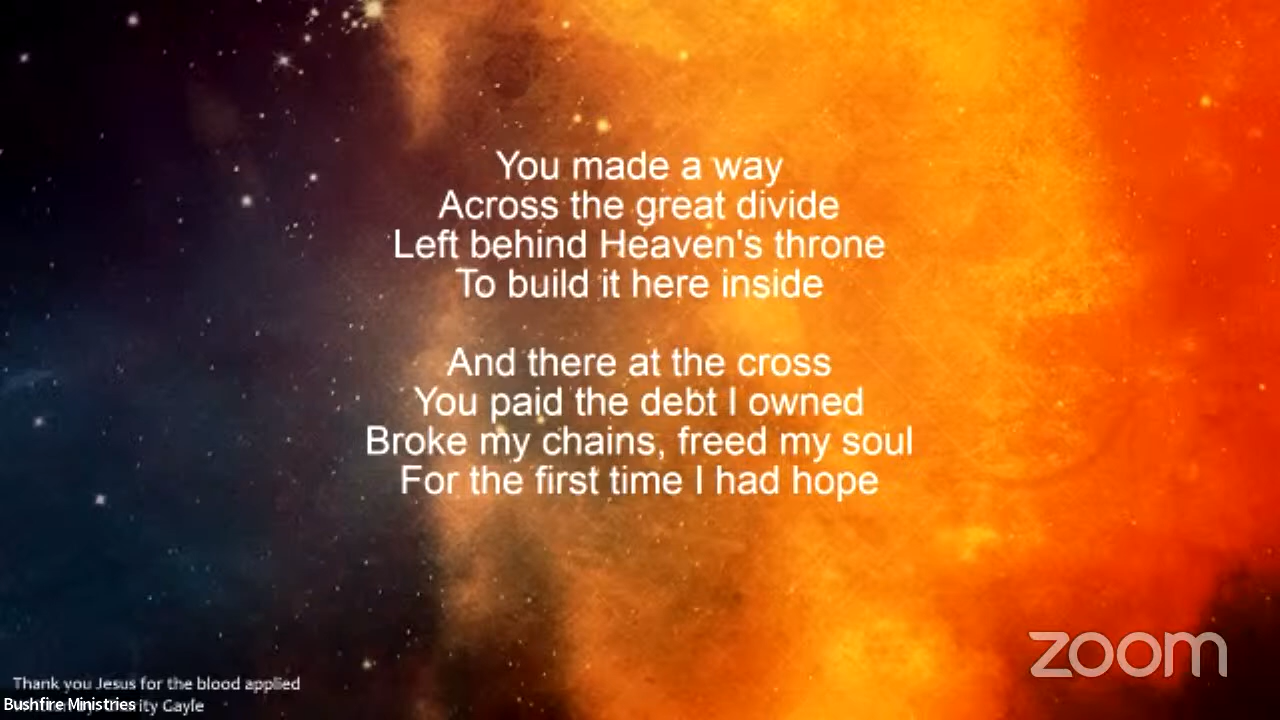 You made a way
Across the great divide
Left behind Heaven's throne
To build it here inside
And there at the cross
You paid the debt I owned
Broke my chains, freed my soul
For the first time I had hope
zoom
Thank you Jesus for the blood applied
Bushfire Ministries
Gayle